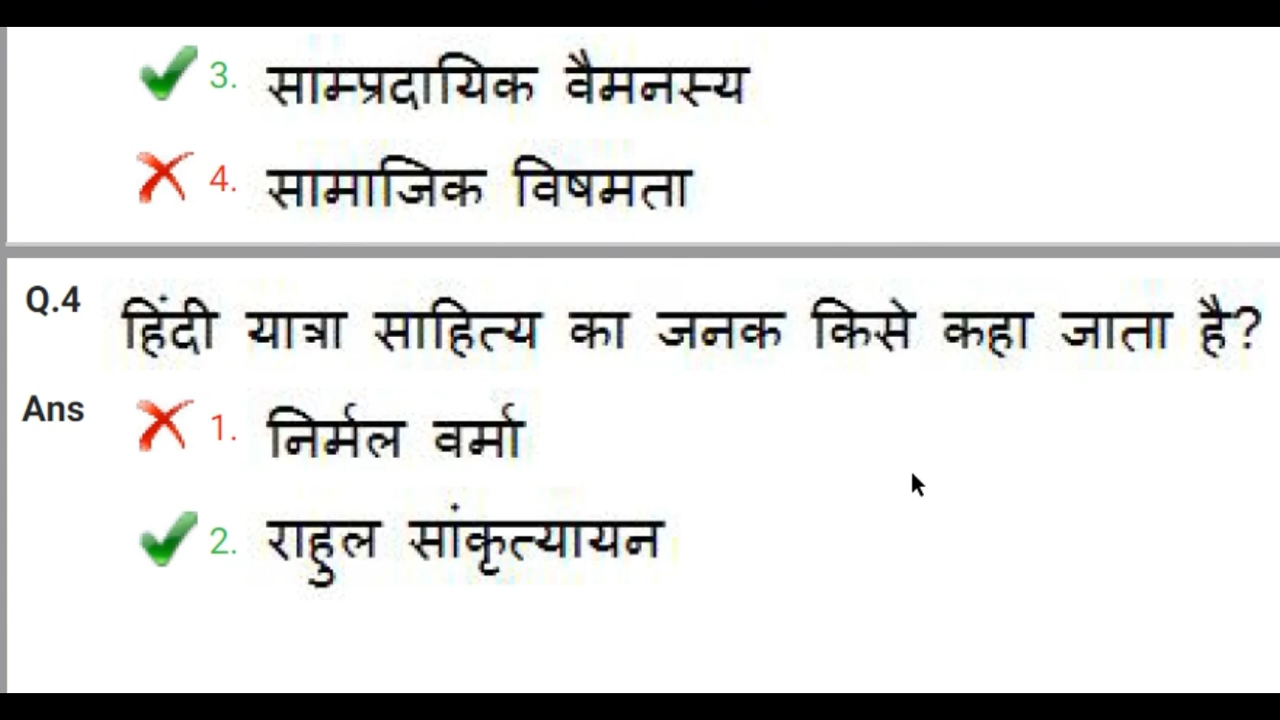 3. साम्प्रदायिक वैमनस्य
4. सामाजिक विषमता
Q.4 हिंदी यात्रा साहित्य का जनक किसे कहा जाता है?
Ans 1. निर्मल वर्मा
2. राहुल सांकृत्यायन